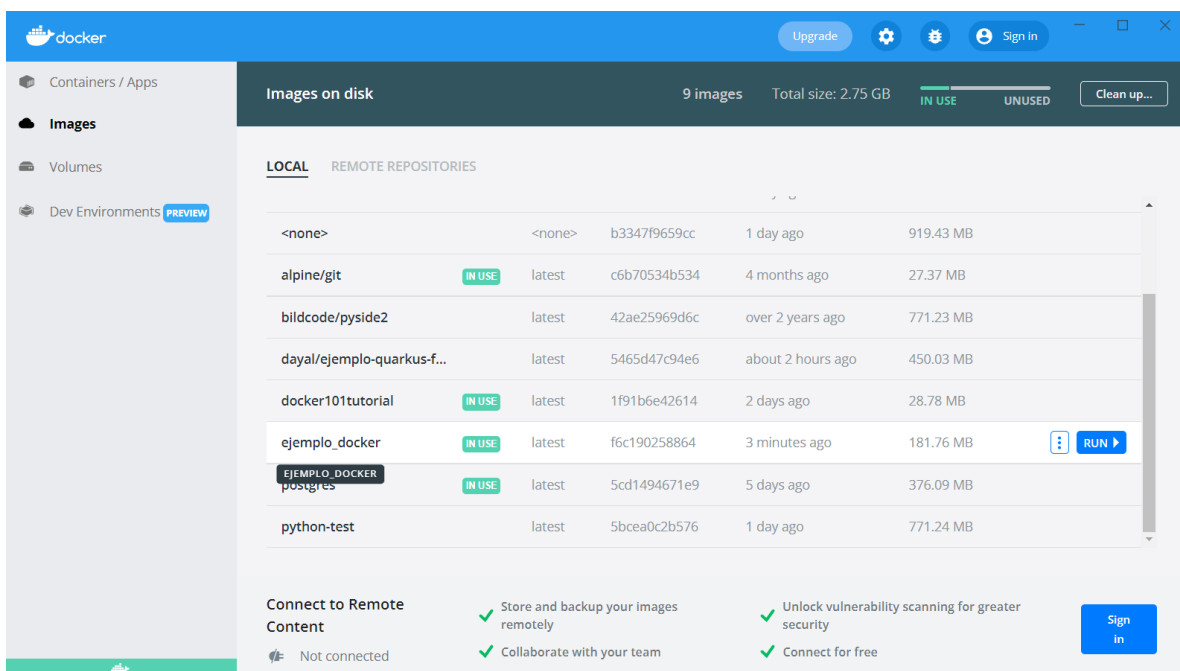 docker
Upgrade
Sign in
Containers / Apps
Images
Volumes
Dev Environments PREVIEW
Images on disk 9 images Total size: 2.75 GB IN USE UNUSED Clean up...
LOCAL REMOTE REPOSITORIES
<none> <none> b3347f9659cc 1 day ago 919.43 MB
alpine/git IN USE latest c6b70534b534 4 months ago 27.37 MB
bildcode/pyside2 latest 42ae25969d6c over 2 years ago 771.23 MB
dayal/ejemplo-quarkus-f... latest 5465d47c94e6 about 2 hours ago 450.03 MB
docker101tutorial IN USE latest 1f91b6e42614 2 days ago 28.78 MB
ejemplo_docker IN USE latest f6c190258864 3 minutes ago 181.76 MB RUN
EJEMPLO_DOCKER
postgres IN USE latest 5cd1494671e9 5 days ago 376.09 MB
python-test latest 5bcea0c2b576 1 day ago 771.24 MB
Connect to Remote
Content
Not connected
Store and backup your images
remotely
Collaborate with your team
Unlock vulnerability scanning for greater
security
Connect for free
Sign
in